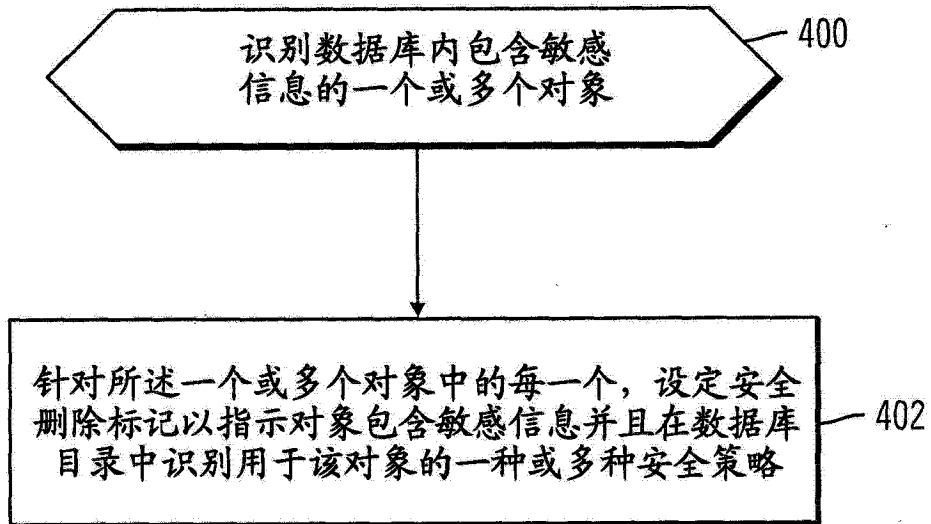 识别数据库内包含敏感
信息的一个或多个对象
400
针对所述一个或多个对象中的每一个，设定安全
删除标记以指示对象包含敏感信息并且在数据库
目录中识别用于该对象的一种或多种安全策略
402